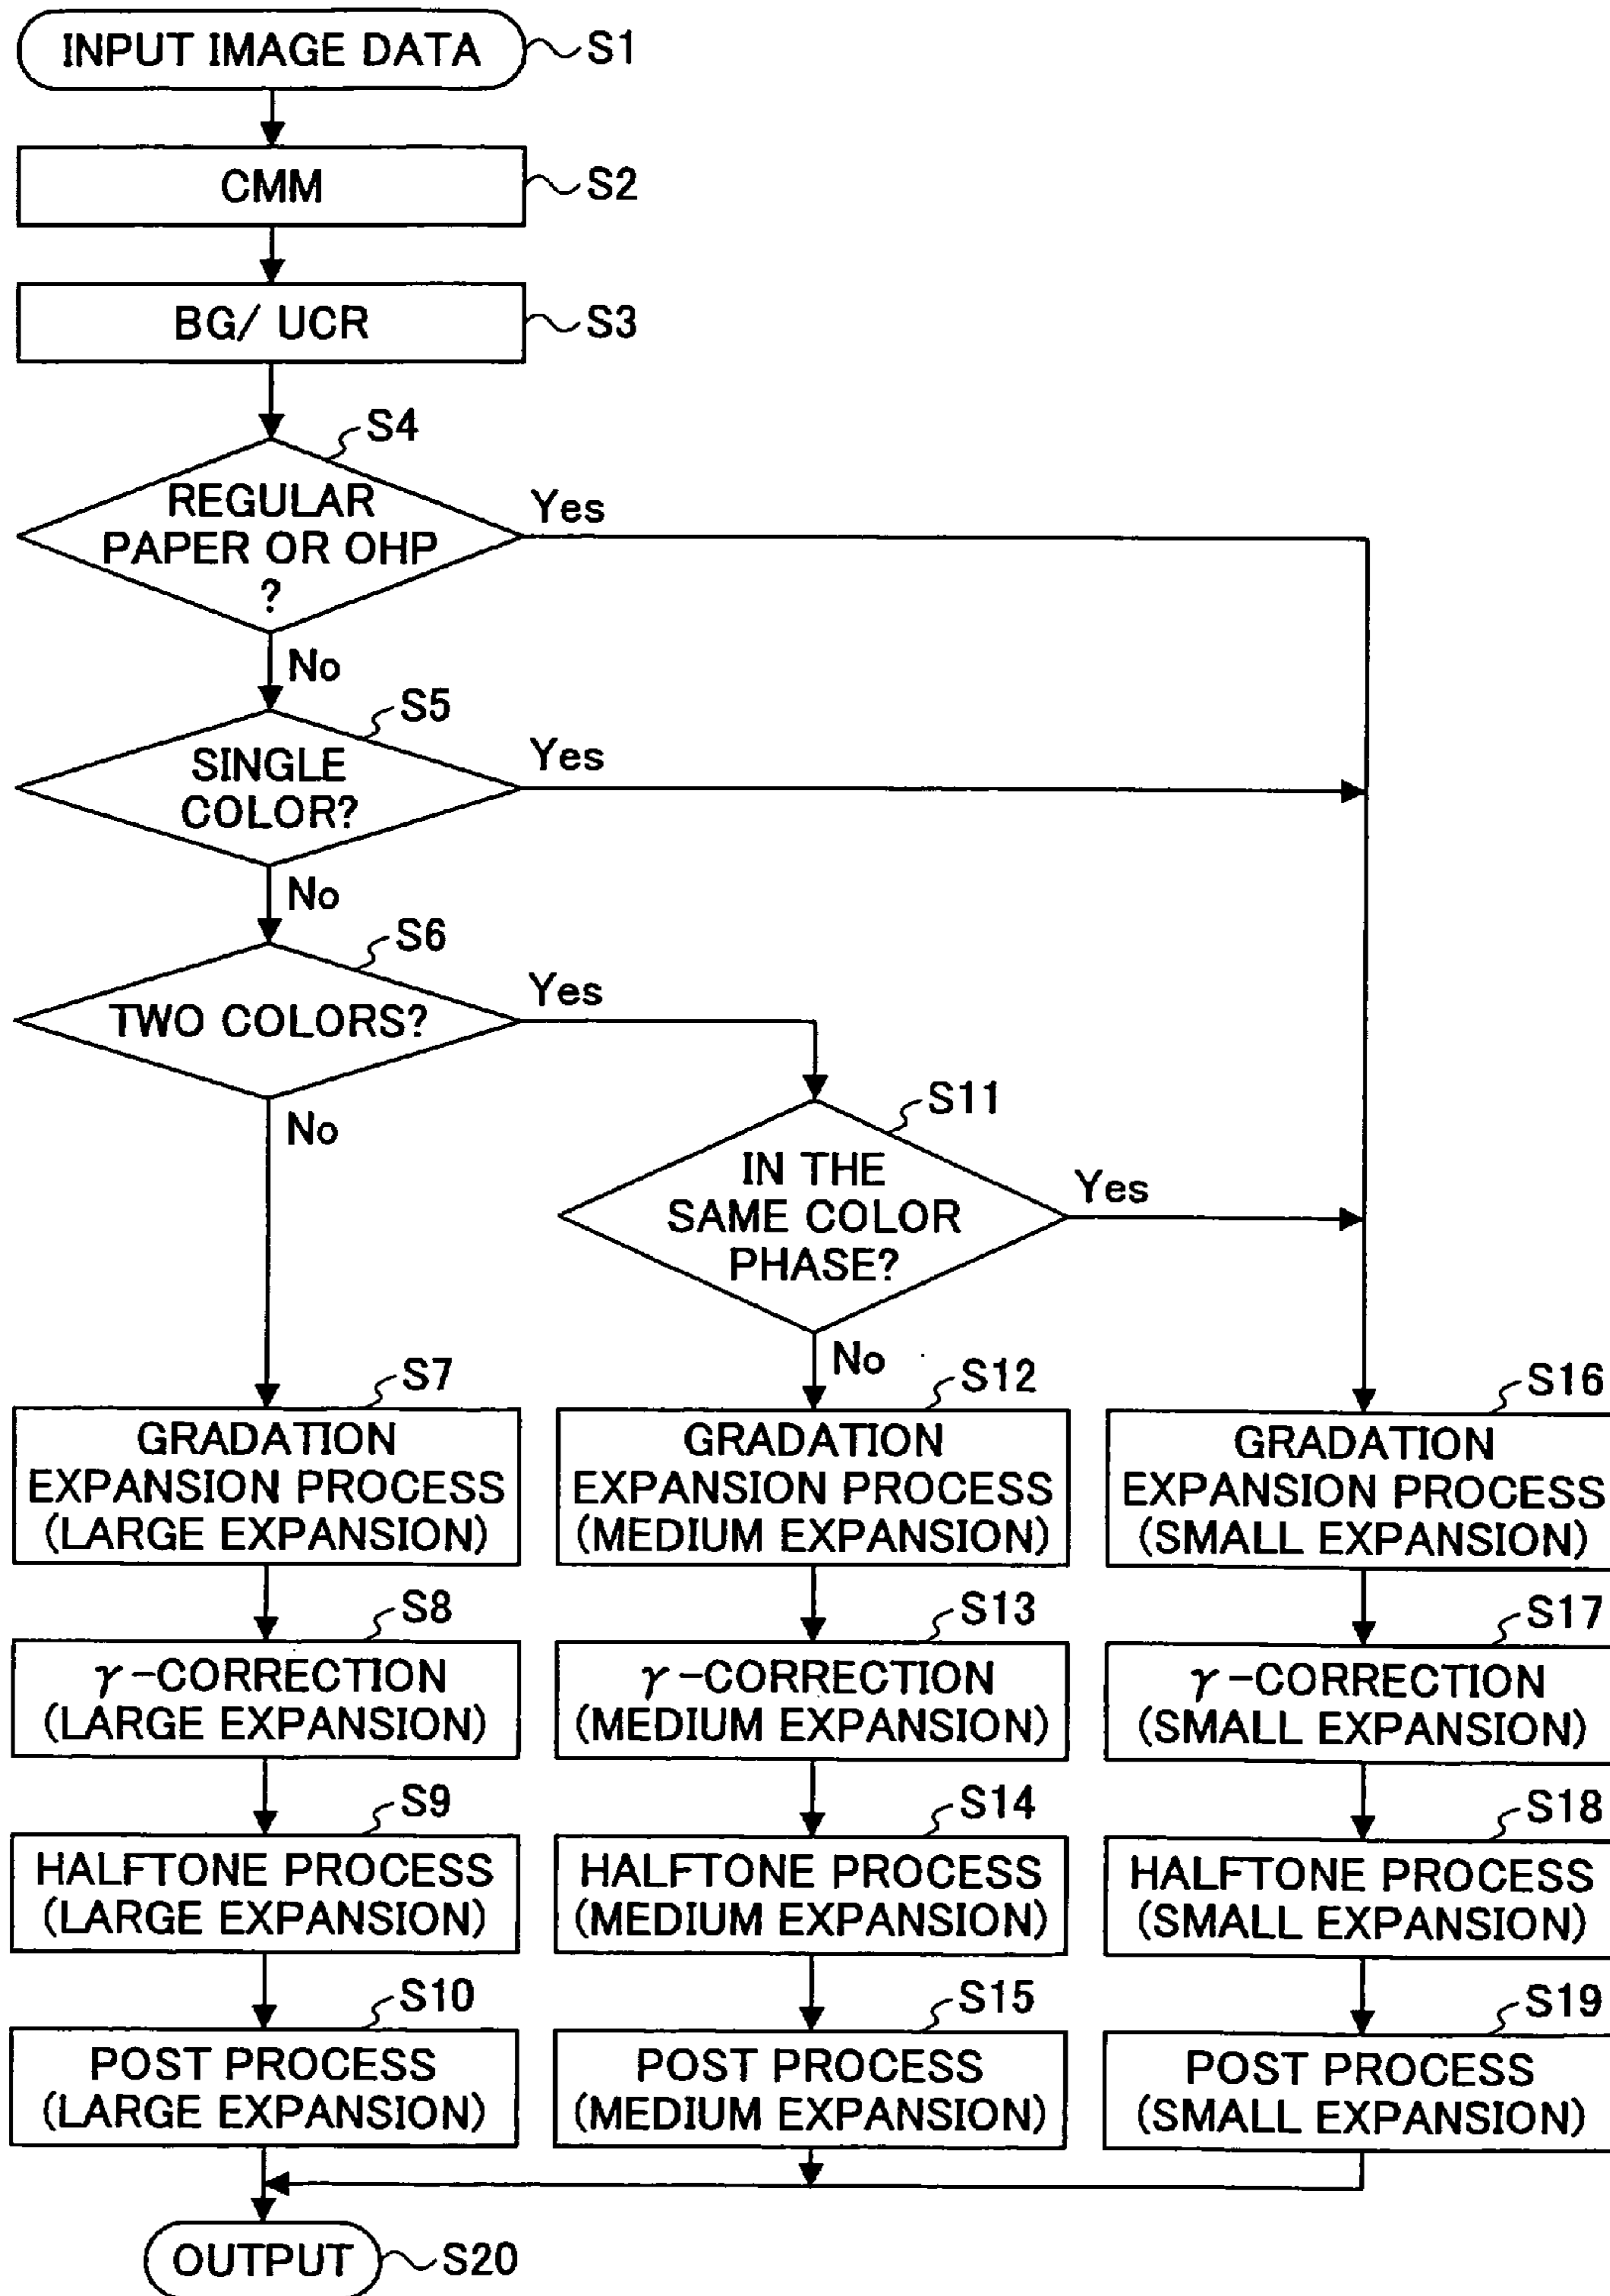 INPUT IMAGE DATA
S1
CMM
S2
BG/ UCR
S3
S4
REGULAR
PAPER OR OHP
?
Yes
No
S5
SINGLE
COLOR?
Yes
No
S6
TWO COLORS?
Yes
No
S11
IN THE
SAME COLOR
PHASE?
Yes
No
S7
GRADATION
EXPANSION PROCESS
(LARGE EXPANSION)
S8
γ-CORRECTION
(LARGE EXPANSION)
S9
HALFTONE PROCESS
(LARGE EXPANSION)
S10
POST PROCESS
(LARGE EXPANSION)
S12
GRADATION
EXPANSION PROCESS
(MEDIUM EXPANSION)
S13
γ-CORRECTION
(MEDIUM EXPANSION)
S14
HALFTONE PROCESS
(MEDIUM EXPANSION)
S15
POST PROCESS
(MEDIUM EXPANSION)
S16
GRADATION
EXPANSION PROCESS
(SMALL EXPANSION)
S17
γ-CORRECTION
(SMALL EXPANSION)
S18
HALFTONE PROCESS
(SMALL EXPANSION)
S19
POST PROCESS
(SMALL EXPANSION)
OUTPUT
S20